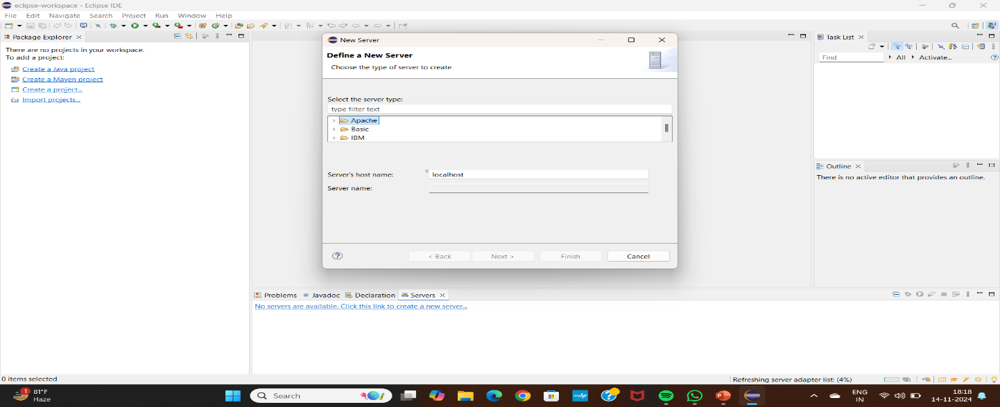 eclipse-workspace - Eclipse IDE
File Edit Navigate Search Project Run Window Help
Package Explorer
There are no projects in your workspace.
To add a project:
Create a Java project
Create a Maven project
Create a project...
Import projects...
New Server
Define a New Server
Choose the type of server to create
Select the server type:
type filter text
Apache
Basic
IBM
Server's host name: localhost
Server name:
< Back Next > Finish Cancel
Task List
Find All Activate...
Outline
There is no active editor that provides an outline.
Problems Javadoc Declaration Servers
No servers are available. Click this link to create a new server...
0 items selected
Refreshing server adapter list: (4%)
1
81°F
Haze
Search
myhp
ENG
IN
18:18
14-11-2024